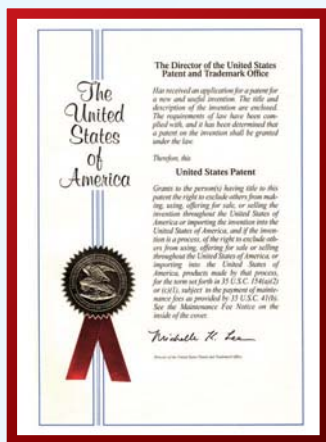 The
United
States
of
America
The Director of the United States
Patent and Trademark Office
Has received an application for a patent for
a new and useful invention. The title and
description of the invention are enclosed.
The requirements of law have been com-
plied with, and it has been determined that
a patent on the invention shall be granted
under the law.
Therefore, this
United States Patent
Grants to the person(s) having title to this
patent the right to exclude others from mak-
ing, using, offering for sale, or selling the
invention throughout the United States of
America or importing the invention into the
United States of America, and if the inven-
tion is a process, of the right to exclude oth-
ers from using, offering for sale or selling
throughout the United States of America, or
importing into the United States of
America, products made by that process,
for the term set forth in 35 U.S.C. 154(a)(2)
or (c)(1), subject to the payment of mainte-
nance fees as provided by 35 U.S.C. 41(b).
See the Maintenance Fee Notice on the
inside of the cover.
Michelle K. Lee
Director of the United States Patent and Trademark Office